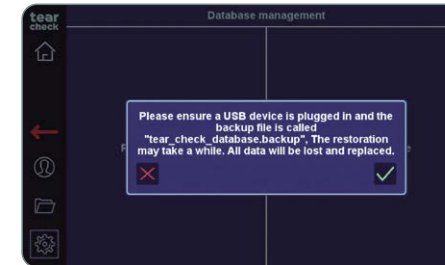 tear
check
Database management
Please ensure a USB device is plugged in and the
backup file is called
"tear_check_database.backup", The restoration
may take a while. All data will be lost and replaced.